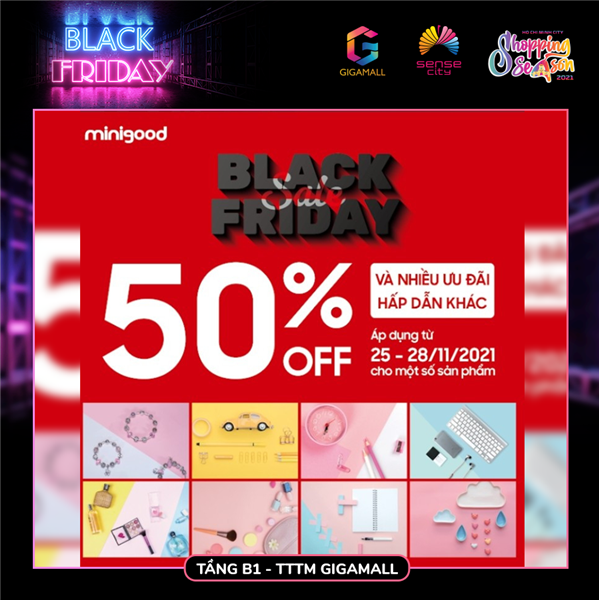 BLACK
BLACK
FRIDAY
GIGAMALL
sense
city
HO CHI MINH CITY
Shopping
Season
2021
minigood
BLACK
Sale
FRIDAY
50% OFF
VÀ NHIỀU ƯU ĐÃI
HẤP DẪN KHÁC
Áp dụng từ
25 - 28/11/2021
cho một số sản phẩm
TẦNG B1 - TTTM GIGAMALL